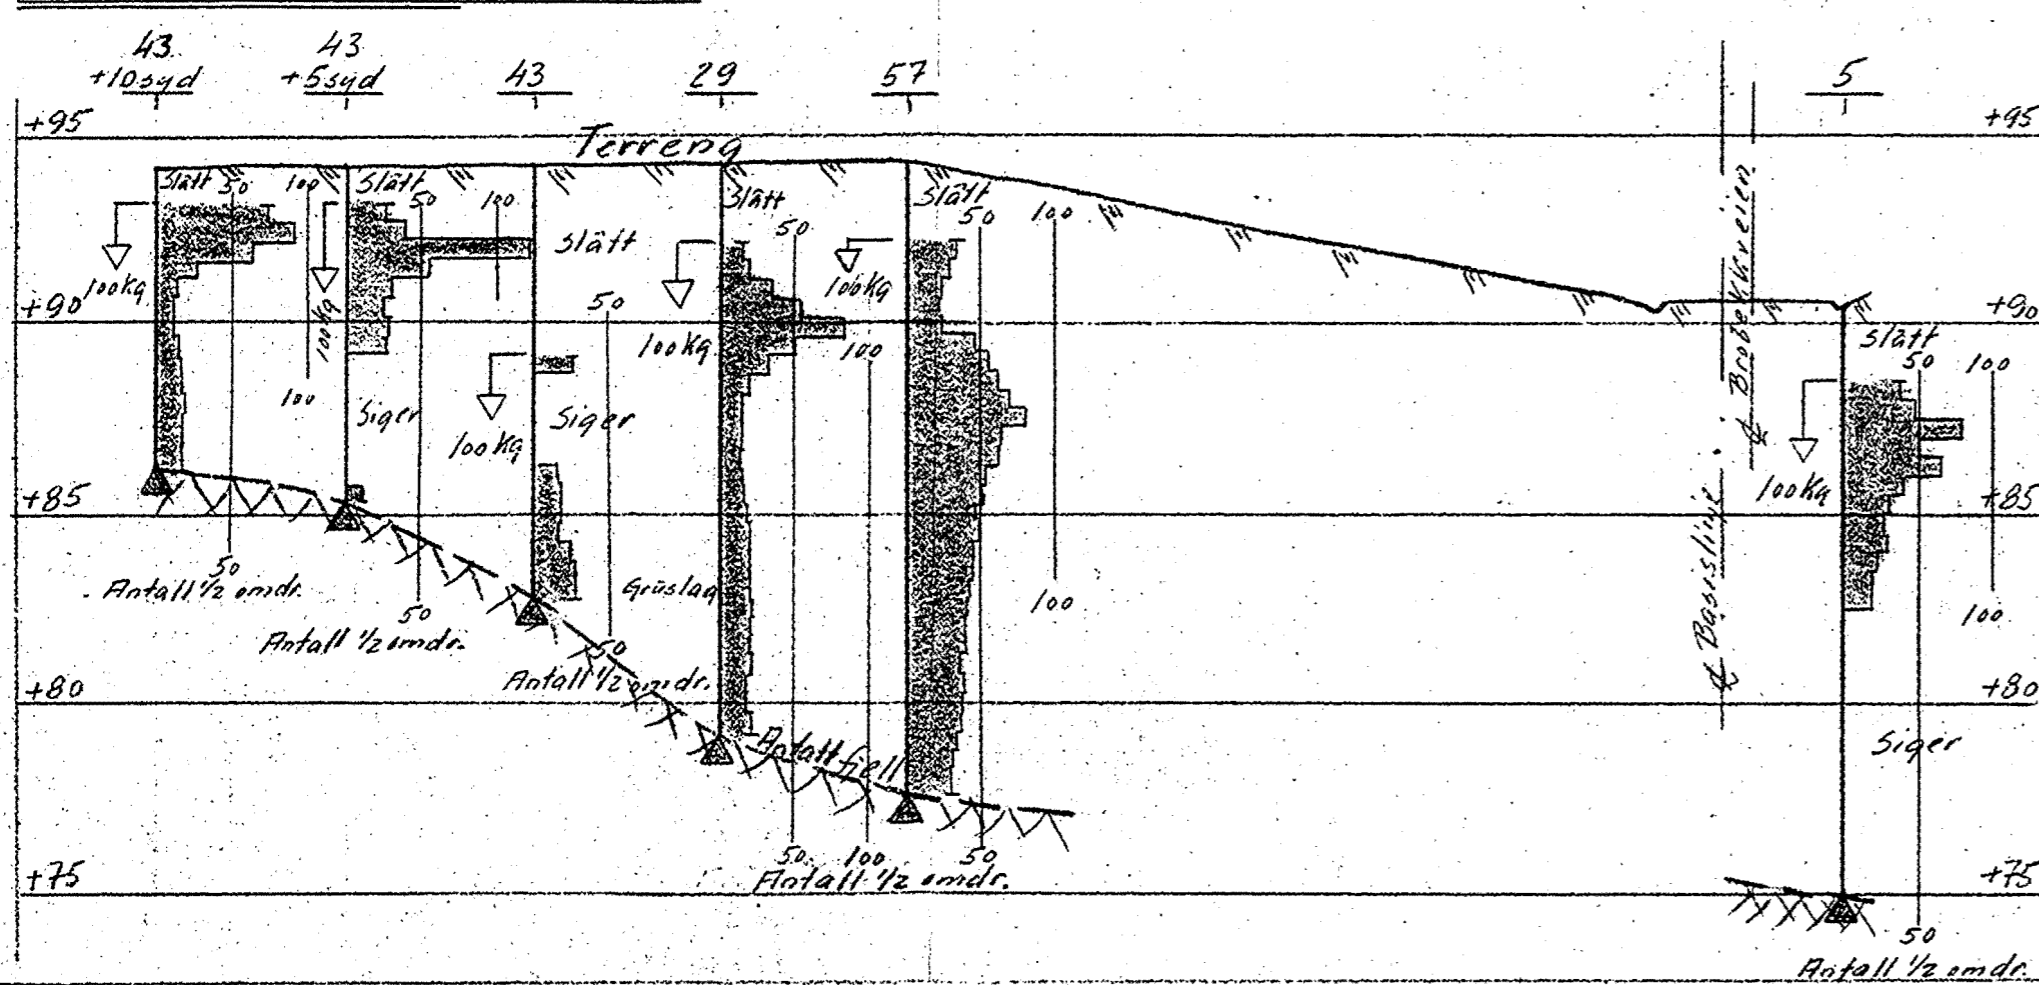 43 43
+10syd +5syd 43 29 57 5
+95 +95
Terreng
Slått 50 100 Slått 50 100 Slått Slått 50 100
Slått 50
100kg 100kg 100kg 100kg
+90 50 +90
100 Slått 50 100
100 Siger Siger
100kg 100kg
+85 +85
50
Antall 1/2 omdr. 50 Grüslag 100 100
Antall 1/2 omdr. 50
Antall 1/2 omdr.
+80 +80
Antatt fjell Siger
50 100 50
Antall 1/2 omdr.
+75 +75
50
Antall 1/2 omdr.
℄ Basislinje
℄ Brobekkveien